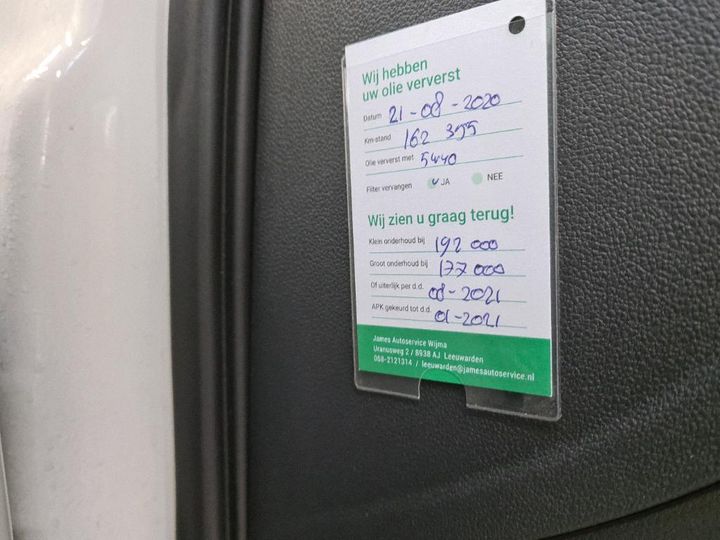 Wij hebben
uw olie ververst
Datum 21-08-2020
Km-stand 162 355
Olie ververst met 5W40
Filter vervangen JA NEE
Wij zien u graag terug!
Klein onderhoud bij 192 000
Groot onderhoud bij 177 000
Of uiterlijk per d.d. 08-2021
APK gekeurd tot d.d. 01-2021
James Autoservice Wijma
Uranusweg 2 / 8938 AJ Leeuwarden
058-2121314 / leeuwarden@jamesautoservice.nl